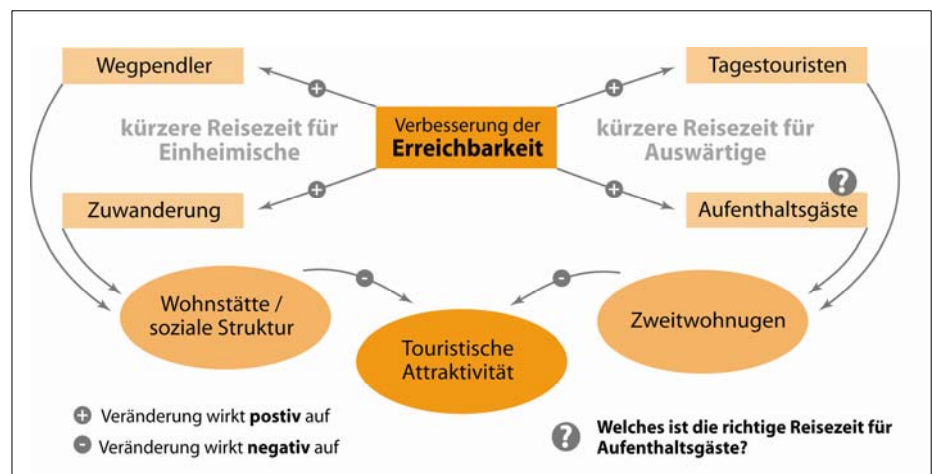 Wegpendler
Tagestouristen
+
+
kürzere Reisezeit für
Einheimische
Verbesserung der
Erreichbarkeit
kürzere Reisezeit für
Auswärtige
+
+
?
Zuwanderung
Aufenthaltsgäste
-
-
Wohnstätte /
soziale Struktur
Zweitwohnugen
Touristische
Attraktivität
+ Veränderung wirkt postiv auf
- Veränderung wirkt negativ auf
? Welches ist die richtige Reisezeit für
Aufenthaltsgäste?